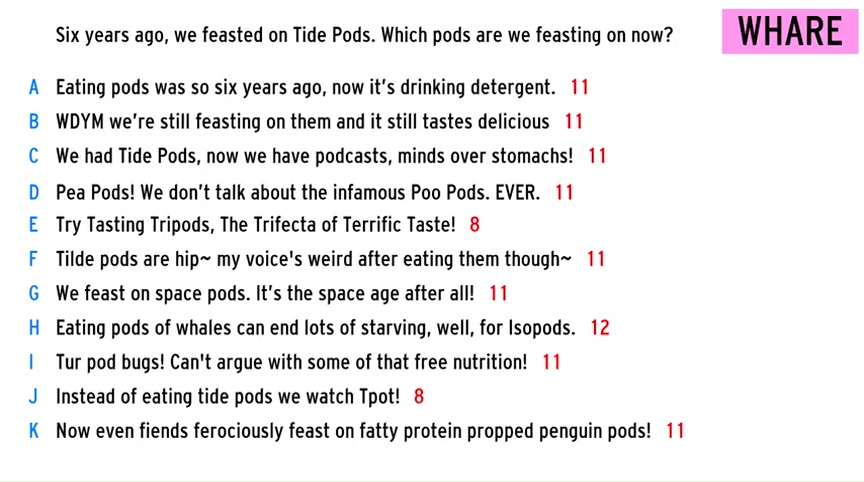 Six years ago, we feasted on Tide Pods. Which pods are we feasting on now?
WHARE
A Eating pods was so six years ago, now it's drinking detergent. 11
B WDYM we're still feasting on them and it still tastes delicious 11
C We had Tide Pods, now we have podcasts, minds over stomachs! 11
D Pea Pods! We don't talk about the infamous Poo Pods. EVER. 11
E Try Tasting Tripods, The Trifecta of Terrific Taste! 8
F Tilde pods are hip~ my voice's weird after eating them though~ 11
G We feast on space pods. It's the space age after all! 11
H Eating pods of whales can end lots of starving, well, for Isopods. 12
I Tur pod bugs! Can't argue with some of that free nutrition! 11
J Instead of eating tide pods we watch Tpot! 8
K Now even fiends ferociously feast on fatty protein propped penguin pods! 11